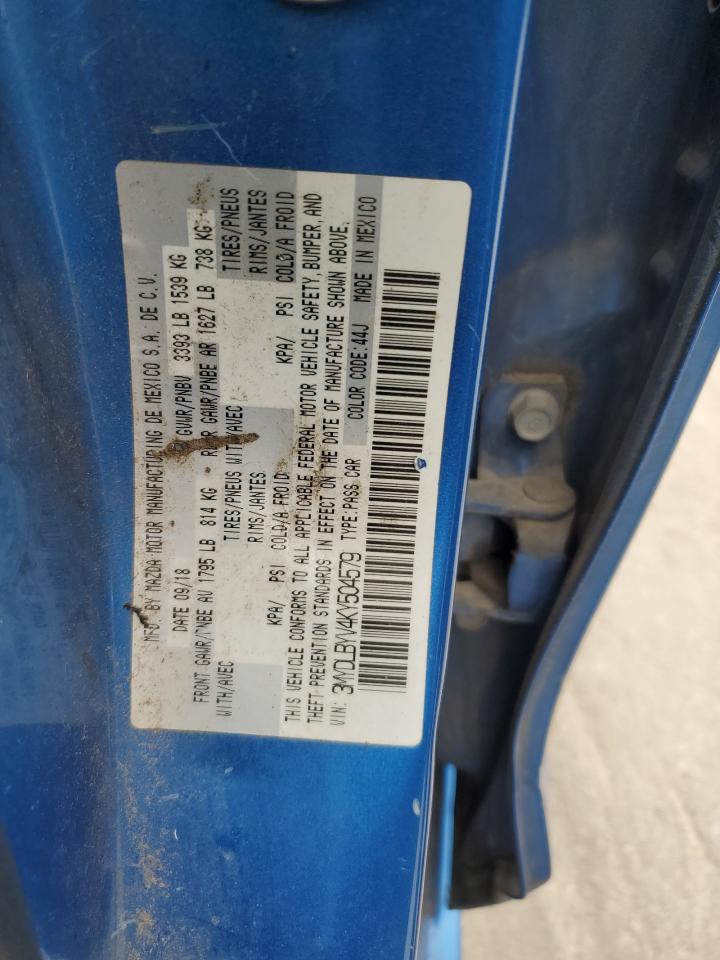 MFG. BY MAZDA MOTOR MANUFACTURING DE MEXICO S.A. DE C.V.
DATE 09/18 GVWR/PNBV 3393 LB 1539 KG
FRONT GAWR/PNBE AV 1795 LB 814 KG REAR GAWR/PNBE AR 1627 LB 738 KG
WITH/AVEC TIRES/PNEUS WITH/AVEC TIRES/PNEUS
RIMS/JANTES RIMS/JANTES
KPA/ PSI COLD/A FROID KPA/ PSI COLD/A FROID
THIS VEHICLE CONFORMS TO ALL APPLICABLE FEDERAL MOTOR VEHICLE SAFETY, BUMPER, AND
THEFT PREVENTION STANDARDS IN EFFECT ON THE DATE OF MANUFACTURE SHOWN ABOVE.
VIN: 3MYDLBYV4KY504579 TYPE:PASS CAR COLOR CODE:44J MADE IN MEXICO